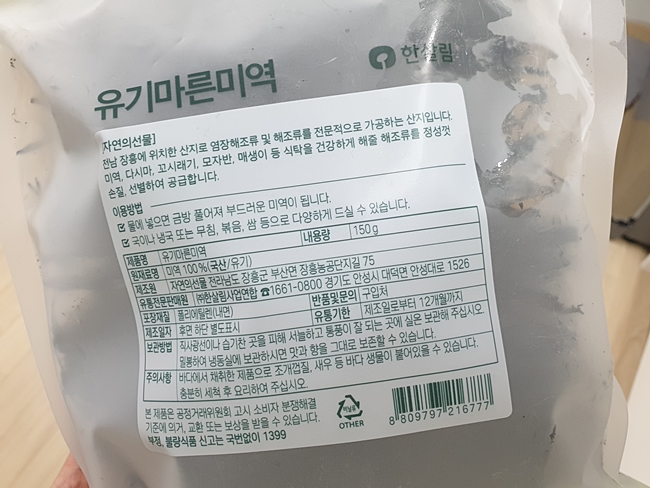 한살림
유기마른미역
[자연의선물]
전남 장흥에 위치한 산지로 염장해조류 및 해조류를 전문적으로 가공하는 산지입니다.
미역, 다시마, 꼬시래기, 모자반, 매생이 등 식탁을 건강하게 해줄 해조류를 정성껏
손질, 선별하여 공급합니다.
이용방법
물에 넣으면 금방 풀어져 부드러운 미역이 됩니다.
국이나 냉국 또는 무침, 볶음, 쌈 등으로 다양하게 드실 수 있습니다.
제품명 유기마른미역 내용량 150g
원재료명 미역 100%(국산/유기)
제조원 자연의선물 전라남도 장흥군 부산면 장흥농공단지길 75
유통전문판매원 ㈜한살림사업연합 ☎1661-0800 경기도 안성시 대덕면 안성대로 1526
포장재질 폴리에틸렌(내면) 반품및문의 구입처
제조일자 후면 하단 별도표시 유통기한 제조일로부터 12개월까지
보관방법 직사광선이나 습기찬 곳을 피해 서늘하고 통풍이 잘 되는 곳에 실온 보관해 주십시오.
밀봉하여 냉동실에 보관하시면 맛과 향을 그대로 보존할 수 있습니다.
주의사항 바다에서 채취한 제품으로 조개껍질, 새우 등 바다 생물이 붙어있을 수 있습니다.
충분히 세척 후 요리하여 주십시오.
본 제품은 공정거래위원회 고시 소비자 분쟁해결
기준에 의거, 교환 또는 보상을 받을 수 있습니다.
부정, 불량식품 신고는 국번없이 1399
비닐류
OTHER
8 809797 216777